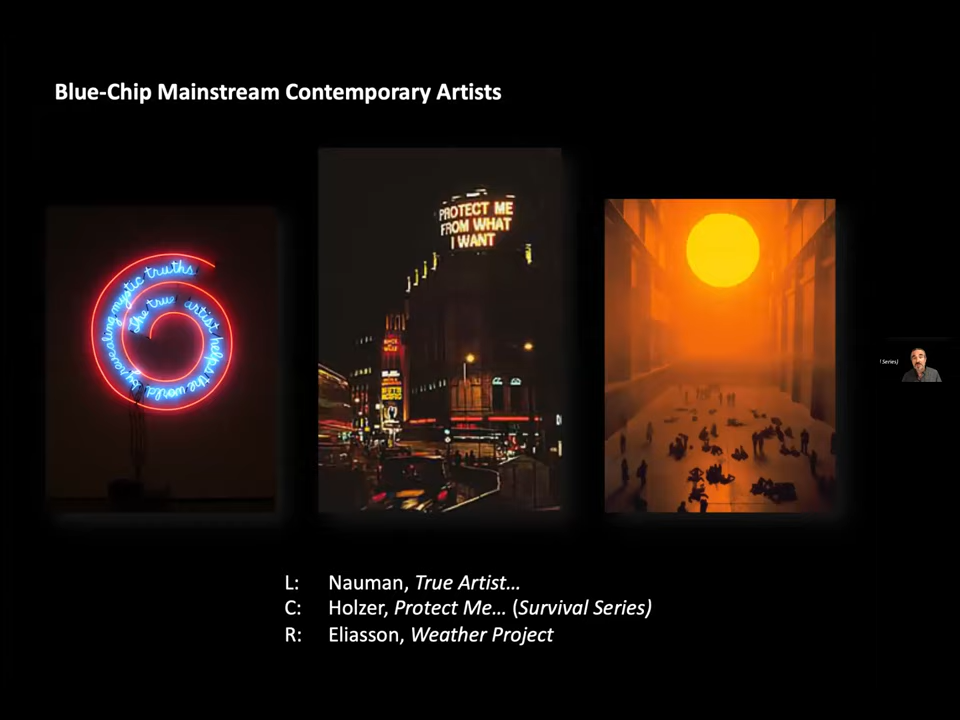 Blue-Chip Mainstream Contemporary Artists
PROTECT ME
FROM WHAT
I WANT
the true artist helps the world by revealing mystic truths
Series)
L: Nauman, True Artist…
C: Holzer, Protect Me… (Survival Series)
R: Eliasson, Weather Project